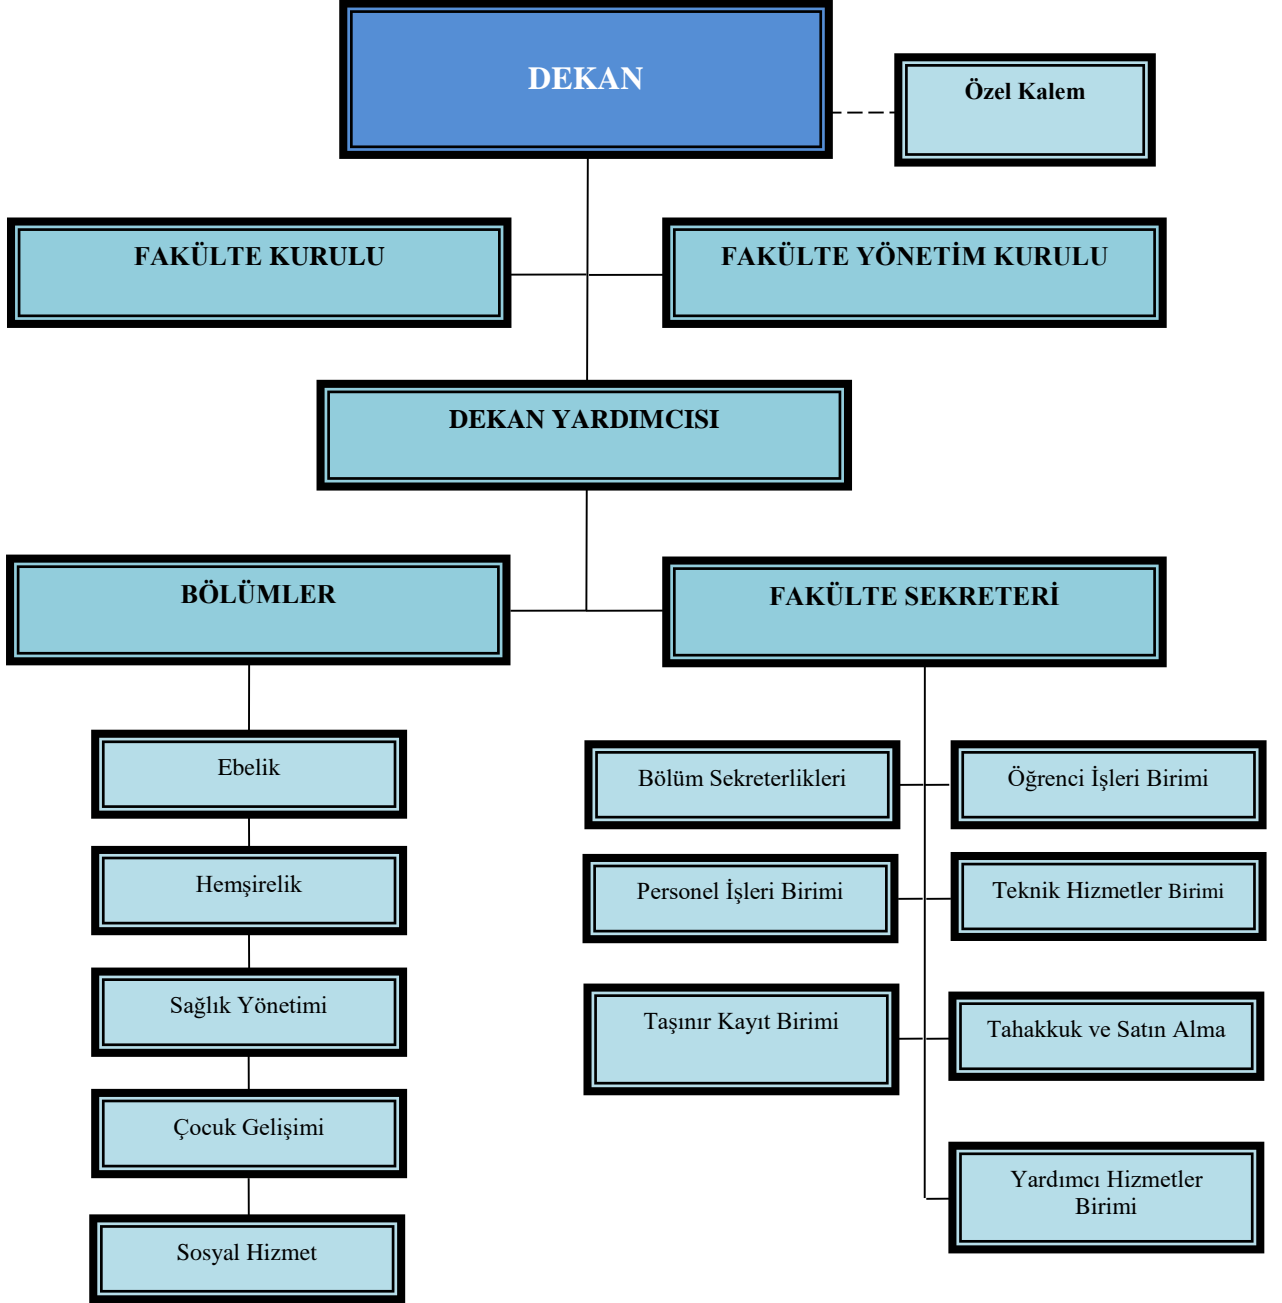 DEKAN
Özel Kalem
FAKÜLTE KURULU
FAKÜLTE YÖNETİM KURULU
DEKAN YARDIMCISI
BÖLÜMLER
FAKÜLTE SEKRETERİ
Ebelik
Hemşirelik
Sağlık Yönetimi
Çocuk Gelişimi
Sosyal Hizmet
Bölüm Sekreterlikleri
Öğrenci İşleri Birimi
Personel İşleri Birimi
Teknik Hizmetler Birimi
Taşınır Kayıt Birimi
Tahakkuk ve Satın Alma
Yardımcı Hizmetler
Birimi